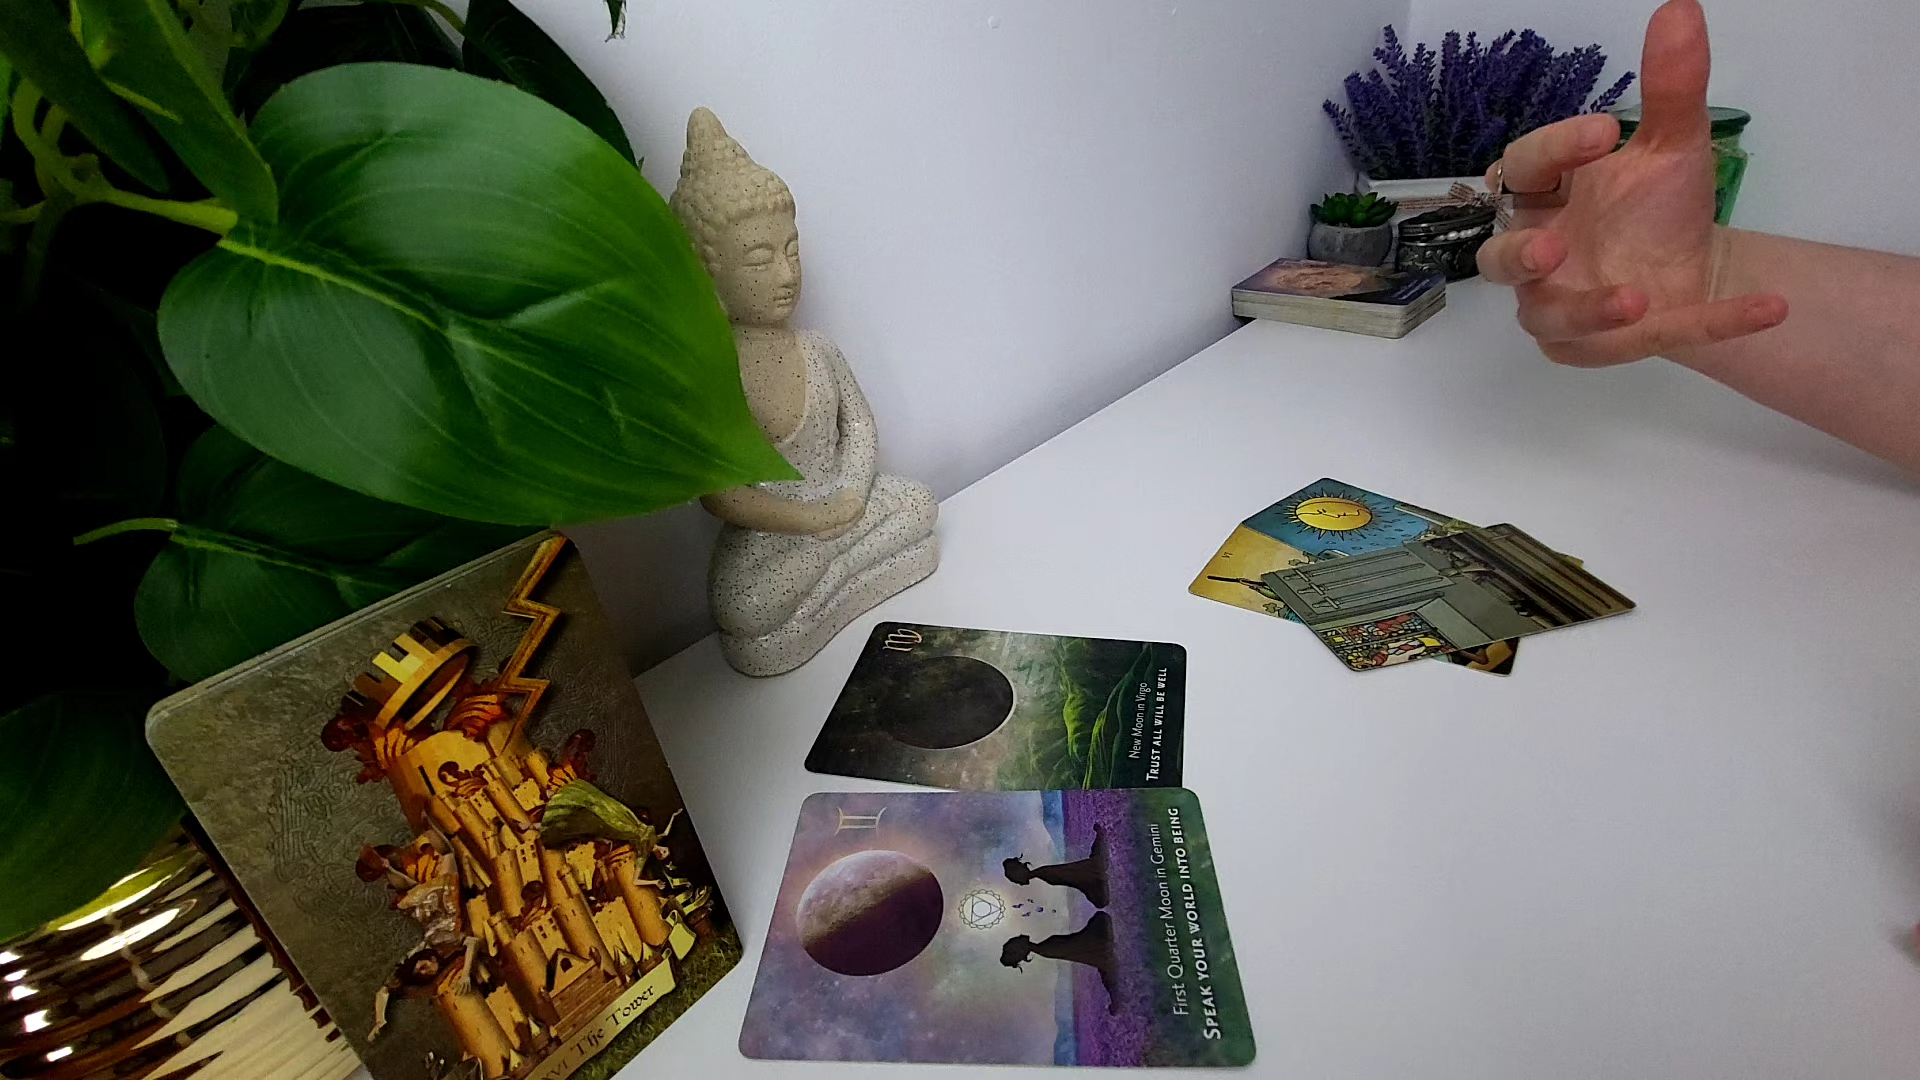 New Moon in Virgo
TRUST ALL WILL BE WELL
First Quarter Moon in Gemini
SPEAK YOUR WORLD INTO BEING
XVI The Tower
VI